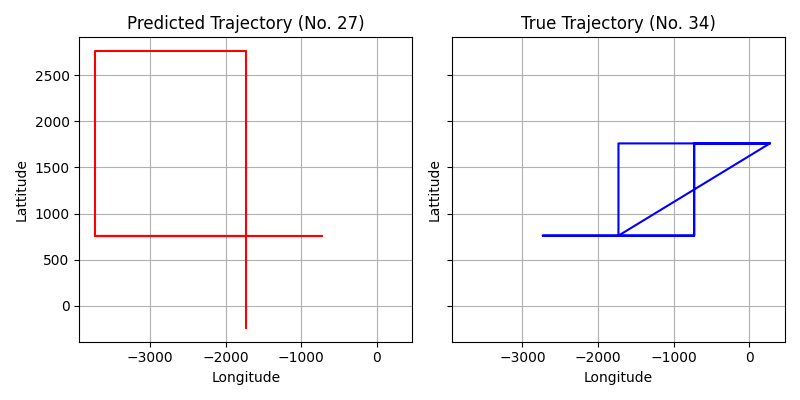 Predicted Trajectory (No. 27)
True Trajectory (No. 34)
Lattitude
2500
2000
1500
1000
500
0
−3000
−2000
−1000
0
Longitude
Lattitude
−3000
−2000
−1000
0
Longitude